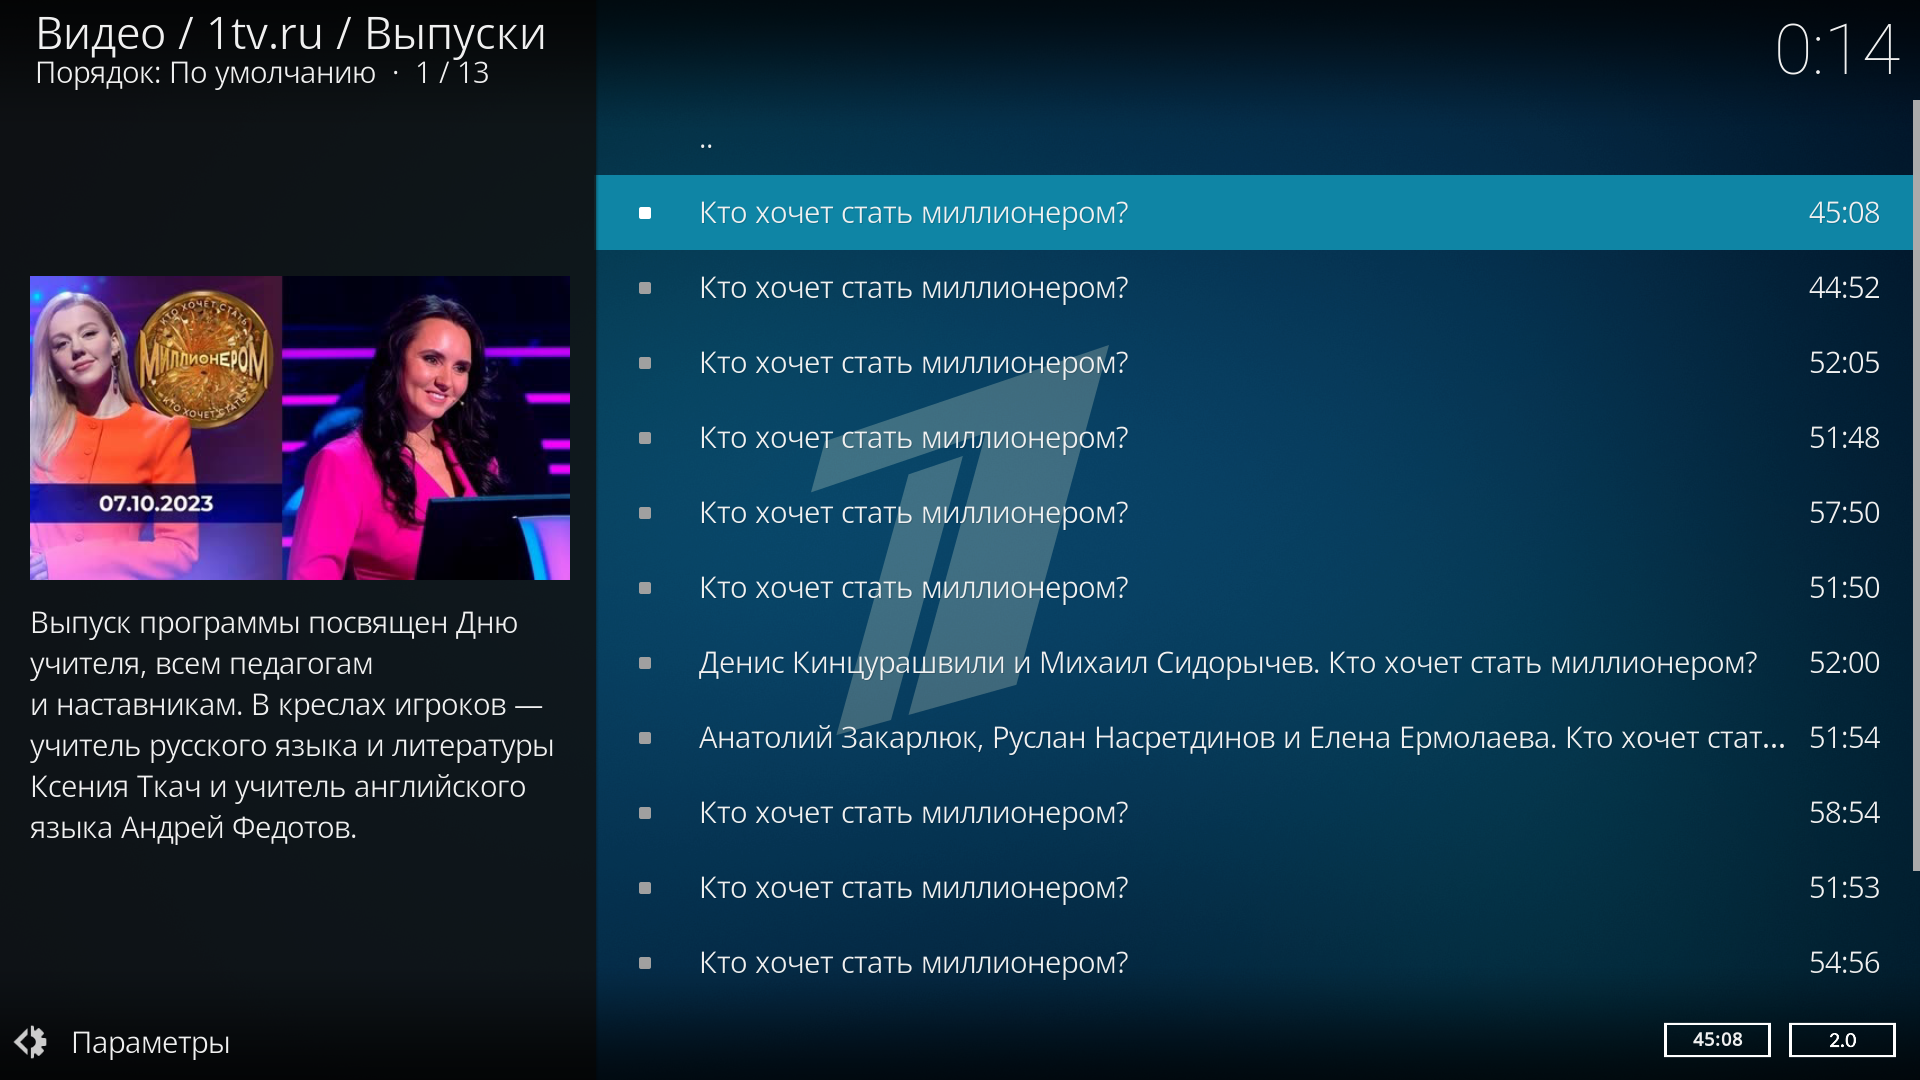 Видео / 1tv.ru / Выпуски
Порядок: По умолчанию · 1 / 13
0:14
..
Кто хочет стать миллионером? 45:08
Кто хочет стать миллионером? 44:52
Кто хочет стать миллионером? 52:05
Кто хочет стать миллионером? 51:48
Кто хочет стать миллионером? 57:50
Кто хочет стать миллионером? 51:50
Денис Кинцурашвили и Михаил Сидорычев. Кто хочет стать миллионером? 52:00
Анатолий Закарлюк, Руслан Насретдинов и Елена Ермолаева. Кто хочет стат... 51:54
Кто хочет стать миллионером? 58:54
Кто хочет стать миллионером? 51:53
Кто хочет стать миллионером? 54:56
КТО ХОЧЕТ СТАТЬ
МИЛЛИОНЕРОМ
КТО ХОЧЕТ СТАТЬ
07.10.2023
Выпуск программы посвящен Дню
учителя, всем педагогам
и наставникам. В креслах игроков —
учитель русского языка и литературы
Ксения Ткач и учитель английского
языка Андрей Федотов.
Параметры
45:08
2.0